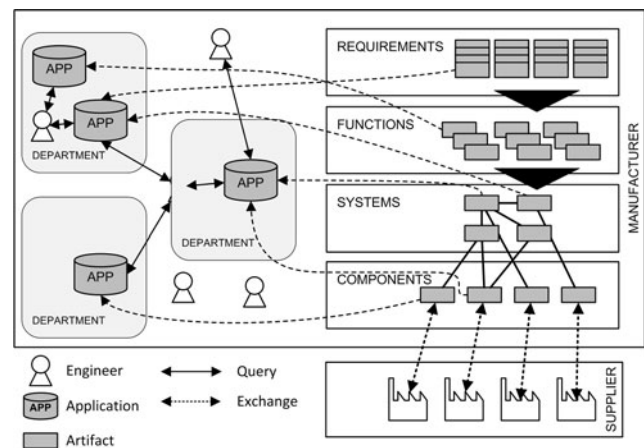 REQUIREMENTS
APP
APP
DEPARTMENT
FUNCTIONS
APP
DEPARTMENT
SYSTEMS
APP
DEPARTMENT
COMPONENTS
MANUFACTURER
Engineer
Query
APP
Application
Exchange
Artifact
SUPPLIER